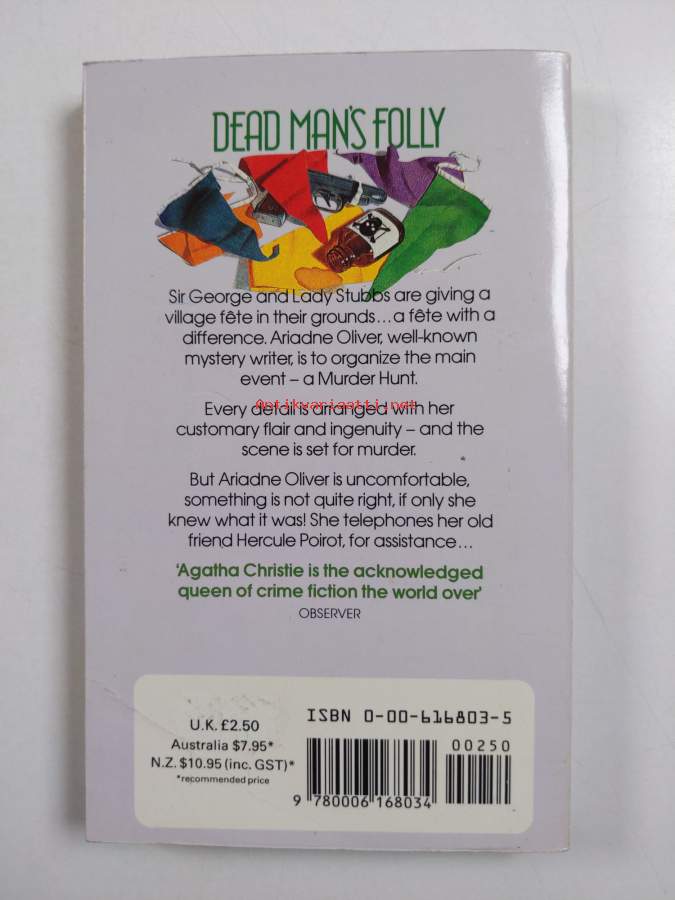 DEAD MAN'S FOLLY
Sir George and Lady Stubbs are giving a
village fête in their grounds...a fête with a
difference. Ariadne Oliver, well-known
mystery writer, is to organize the main
event – a Murder Hunt.
Antikvariaatti.net
Every detail is arranged with her
customary flair and ingenuity – and the
scene is set for murder.
But Ariadne Oliver is uncomfortable,
something is not quite right, if only she
knew what it was! She telephones her old
friend Hercule Poirot, for assistance...
'Agatha Christie is the acknowledged
queen of crime fiction the world over'
OBSERVER
U.K. £2.50
Australia $7.95*
N.Z. $10.95 (inc. GST)*
*recommended price
ISBN 0-00-616803-5
00250
9 780006 168034